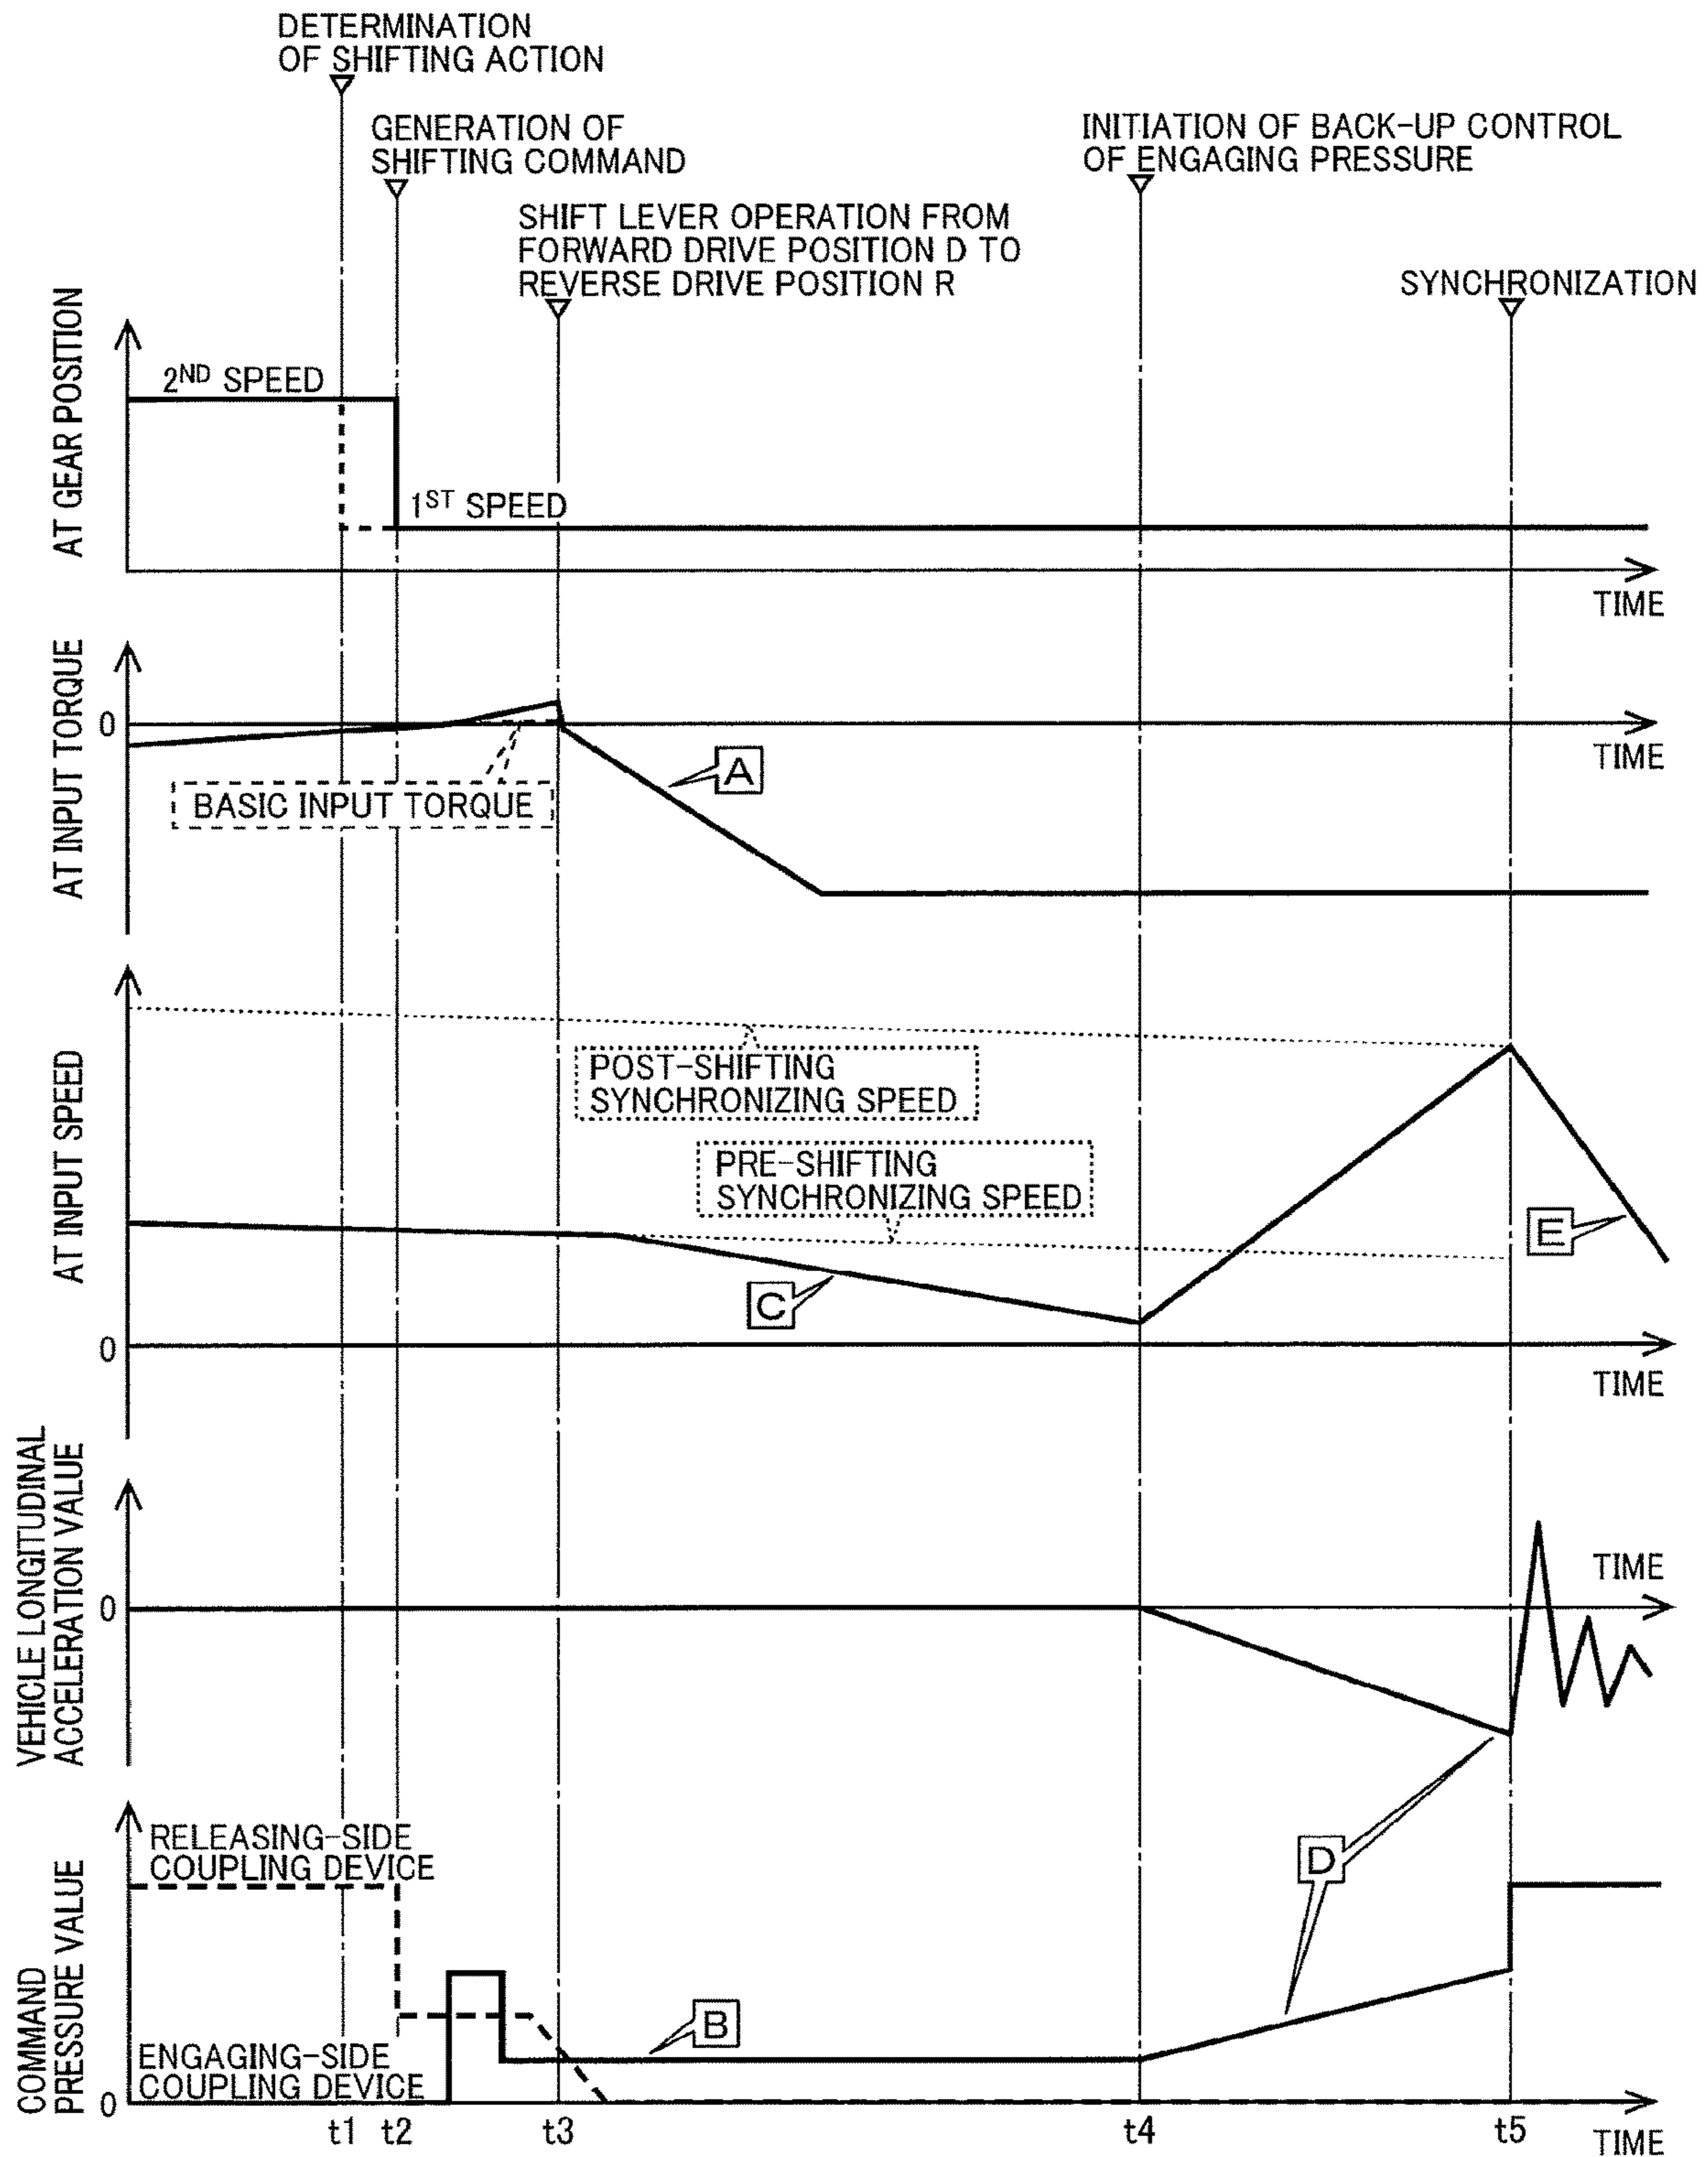 DETERMINATION
OF SHIFTING ACTION
GENERATION OF
SHIFTING COMMAND
INITIATION OF BACK-UP CONTROL
OF ENGAGING PRESSURE
SHIFT LEVER OPERATION FROM
FORWARD DRIVE POSITION D TO
REVERSE DRIVE POSITION R
SYNCHRONIZATION
AT GEAR POSITION
2ND SPEED
1ST SPEED
TIME
AT INPUT TORQUE
0
TIME
A
BASIC INPUT TORQUE
AT INPUT SPEED
POST-SHIFTING
SYNCHRONIZING SPEED
PRE-SHIFTING
SYNCHRONIZING SPEED
E
C
0
TIME
VEHICLE LONGITUDINAL
ACCELERATION VALUE
TIME
0
COMMAND
PRESSURE VALUE
RELEASING-SIDE
COUPLING DEVICE
D
B
ENGAGING-SIDE
COUPLING DEVICE
0
t1 t2 t3 t4 t5
TIME